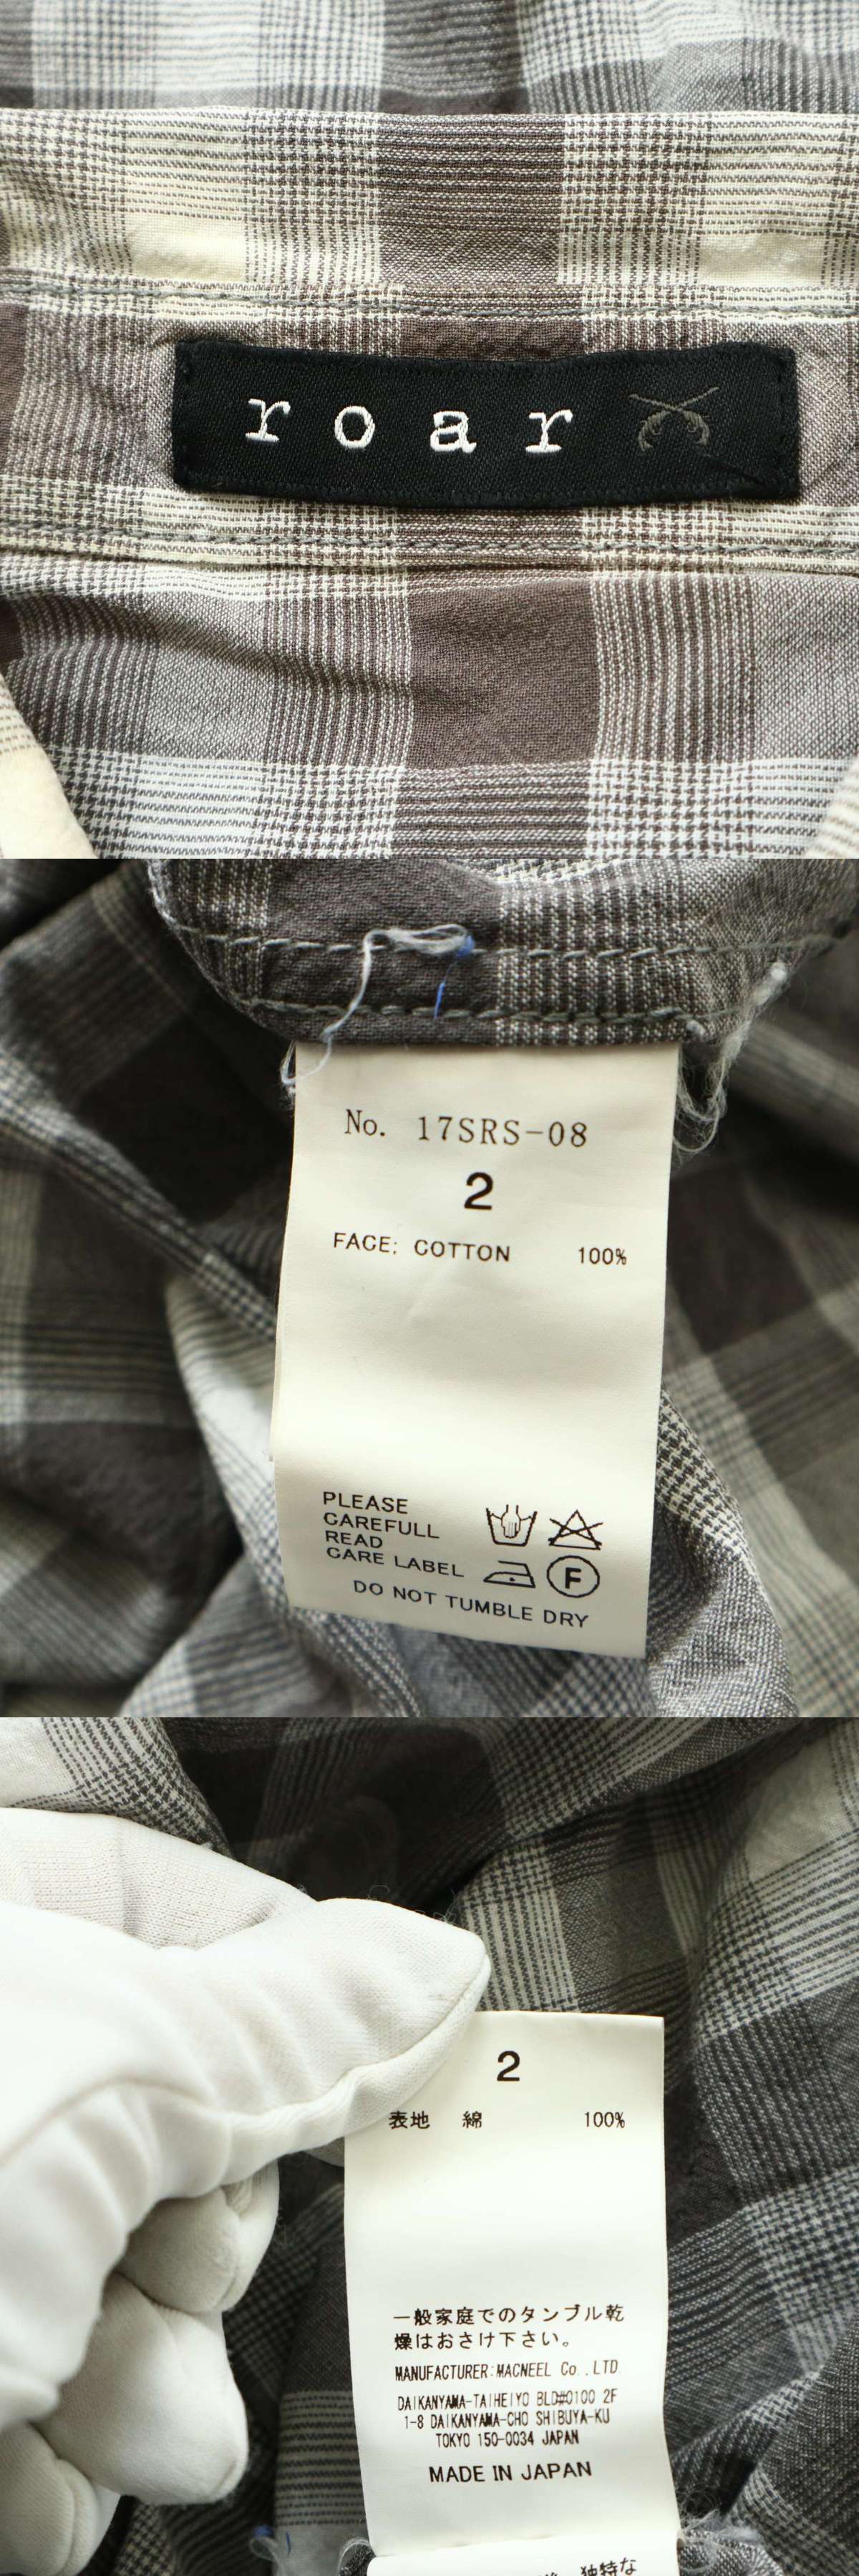 roar
No. 17SRS-08
2
FACE; COTTON 100%
PLEASE
CAREFULL
READ
CARE LABEL
F
DO NOT TUMBLE DRY
2
表地 綿 100%
一般家庭でのタンブル乾
燥はおさけ下さい。
MANUFACTURER:MACNEEL Co.,LTD
DAIKANYAMA-TAIHEIYO BLD#0100 2F
1-8 DAIKANYAMA-CHO SHIBUYA-KU
TOKYO 150-0034 JAPAN
MADE IN JAPAN
独特な